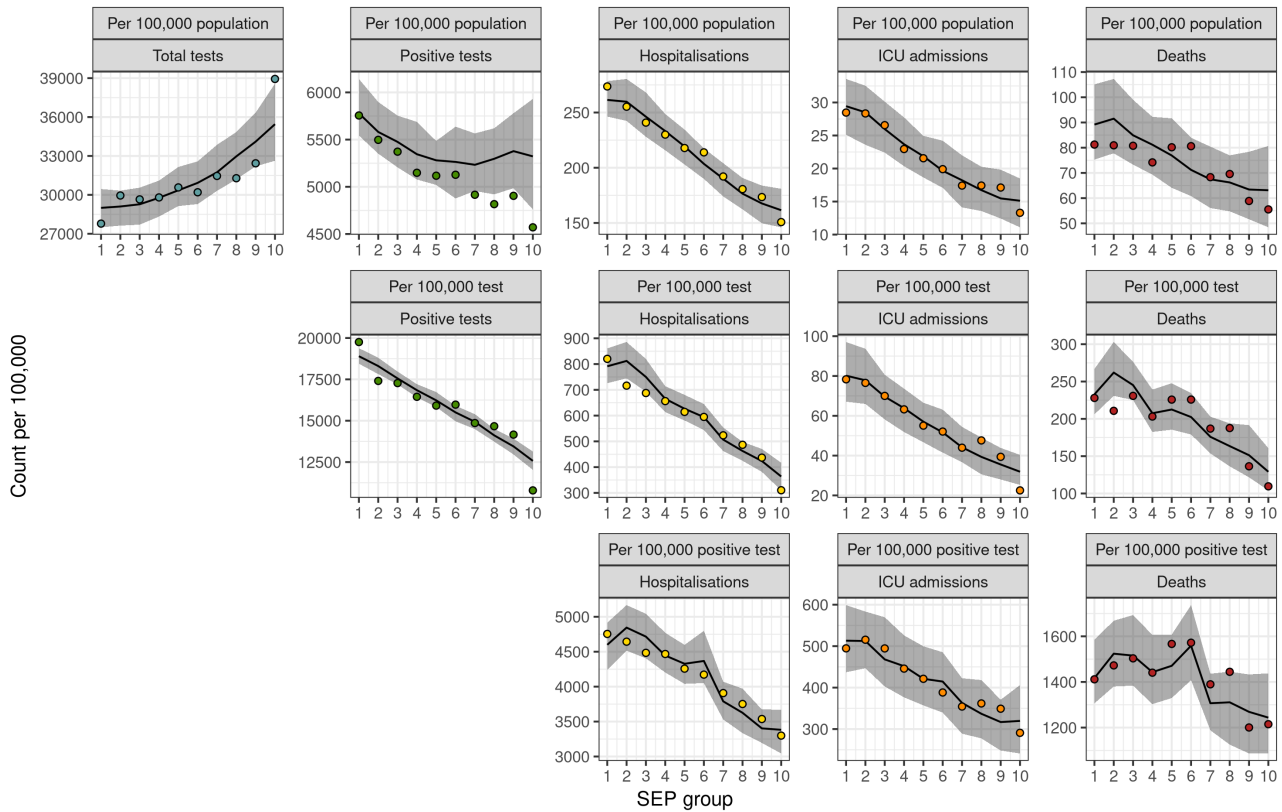 Per 100,000 population
Per 100,000 population
Per 100,000 population
Per 100,000 population
Per 100,000 population
Total tests
Positive tests
Hospitalisations
ICU admissions
Deaths
39000
36000
33000
30000
27000
1 2 3 4 5 6 7 8 9 10
6000
5500
5000
4500
1 2 3 4 5 6 7 8 9 10
250
200
150
1 2 3 4 5 6 7 8 9 10
30
25
20
15
10
1 2 3 4 5 6 7 8 9 10
110
100
90
80
70
60
50
1 2 3 4 5 6 7 8 9 10
Per 100,000 test
Per 100,000 test
Per 100,000 test
Per 100,000 test
Positive tests
Hospitalisations
ICU admissions
Deaths
20000
17500
15000
12500
1 2 3 4 5 6 7 8 9 10
900
800
700
600
500
400
300
1 2 3 4 5 6 7 8 9 10
100
80
60
40
20
1 2 3 4 5 6 7 8 9 10
300
250
200
150
100
1 2 3 4 5 6 7 8 9 10
Per 100,000 positive test
Per 100,000 positive test
Per 100,000 positive test
Hospitalisations
ICU admissions
Deaths
5000
4500
4000
3500
3000
1 2 3 4 5 6 7 8 9 10
600
500
400
300
1 2 3 4 5 6 7 8 9 10
1600
1400
1200
1 2 3 4 5 6 7 8 9 10
Count per 100,000
SEP group